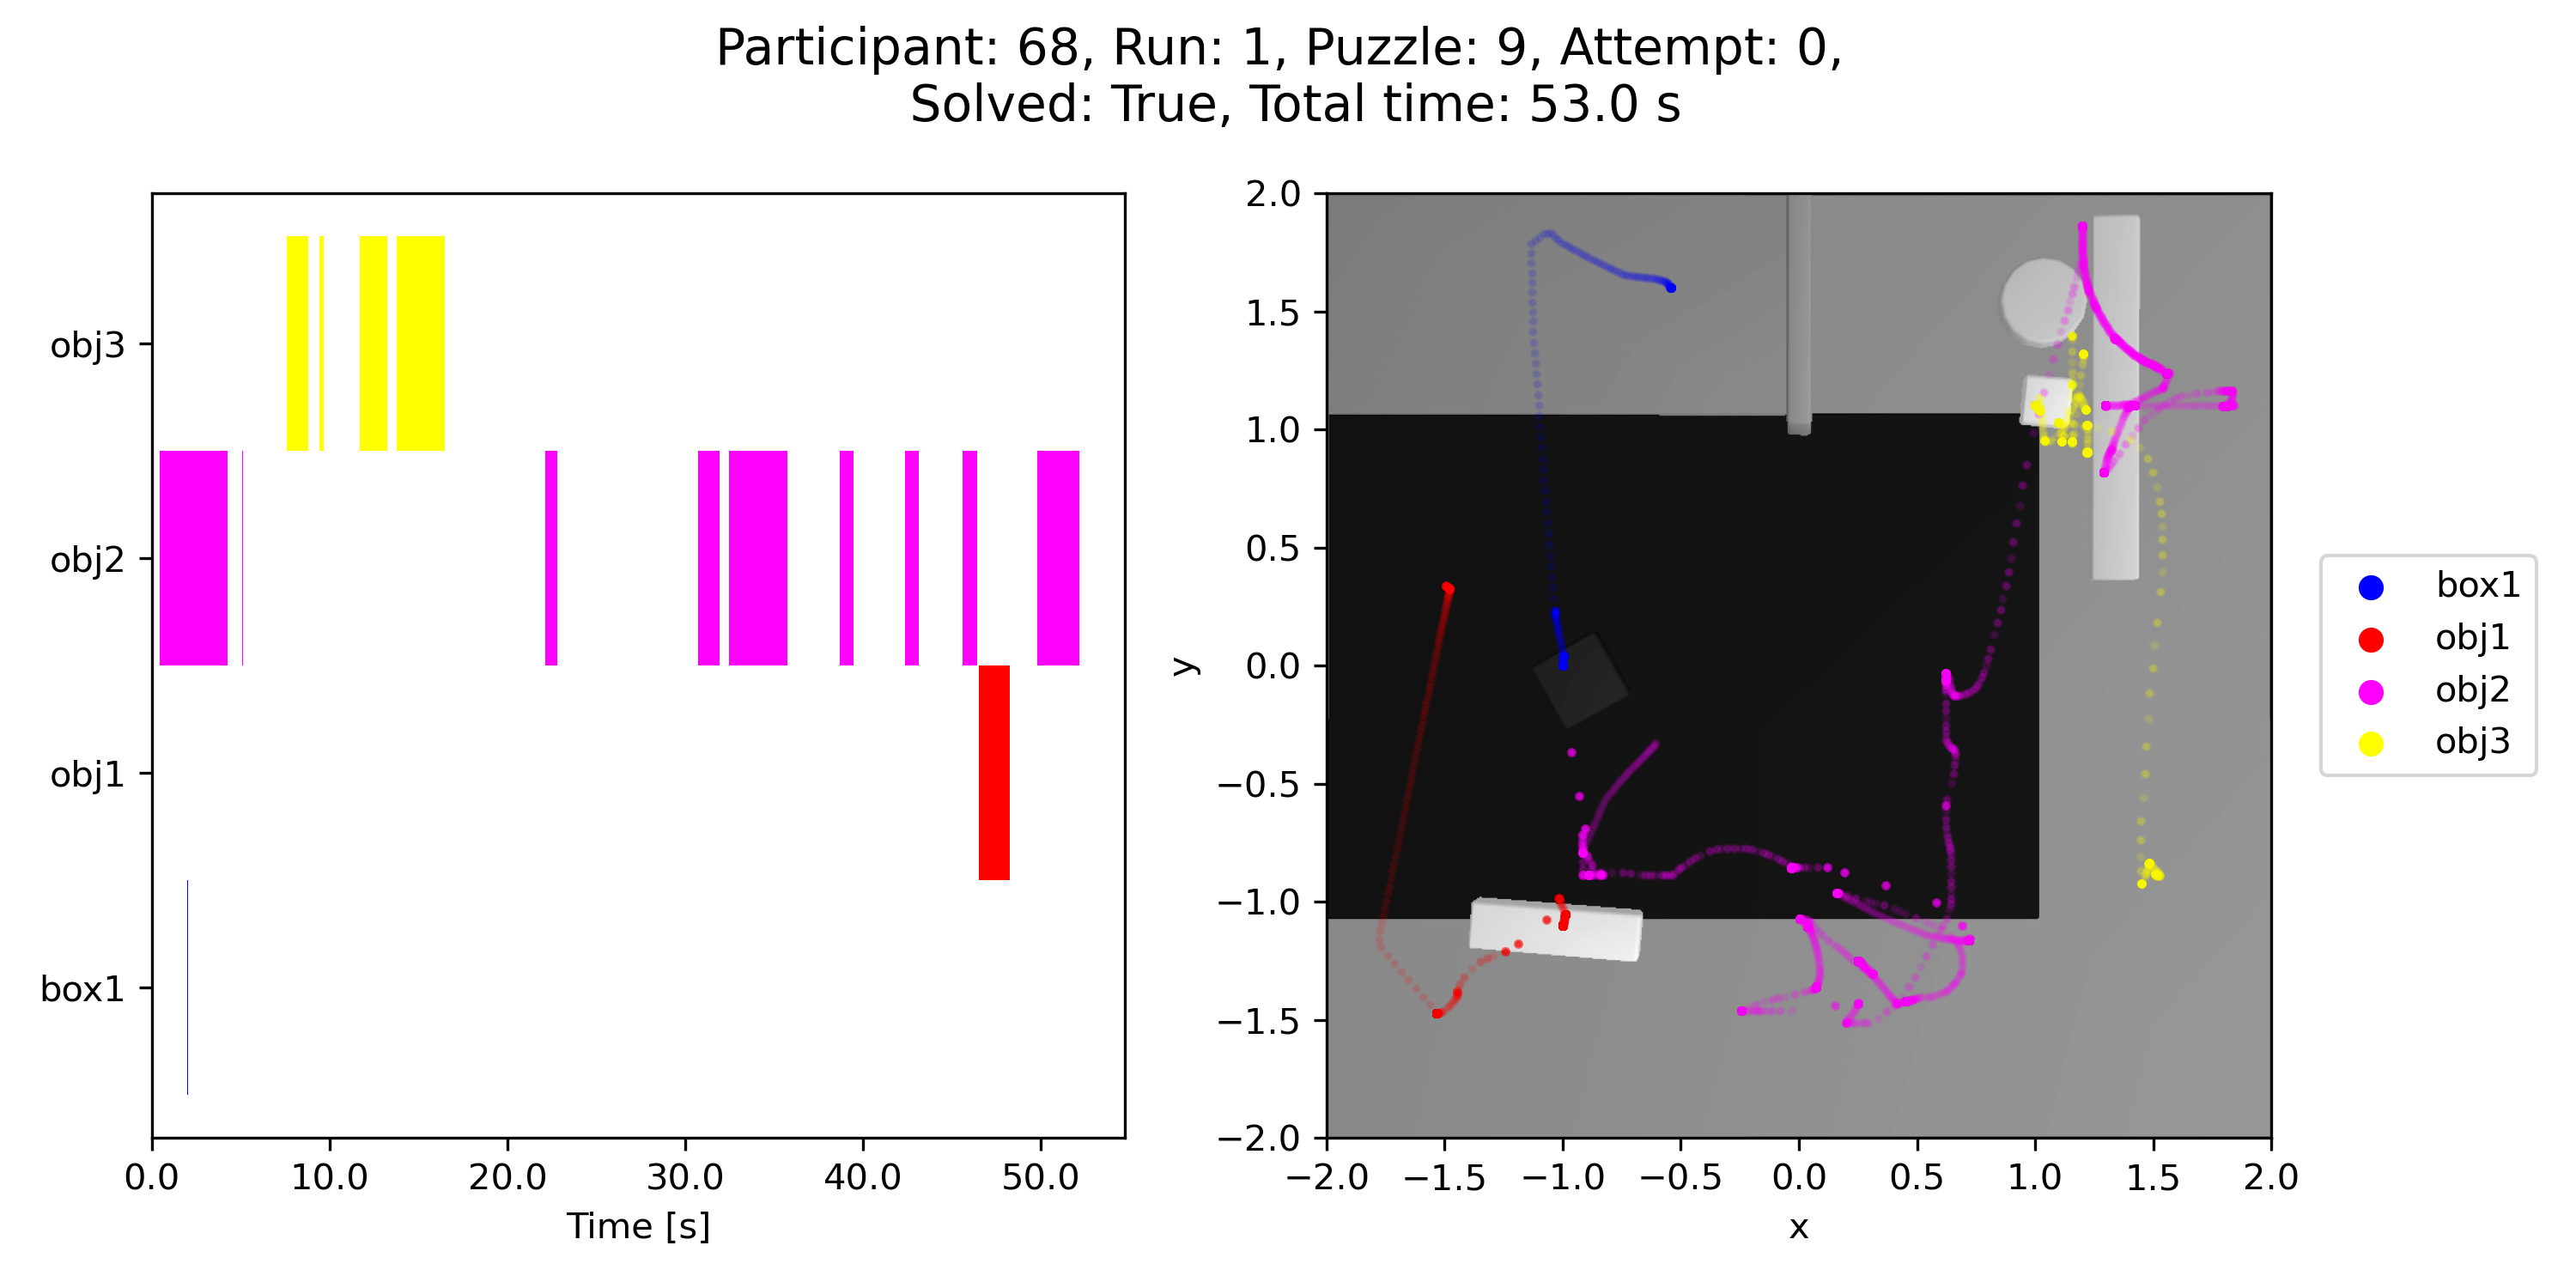 Participant: 68, Run: 1, Puzzle: 9, Attempt: 0,
Solved: True, Total time: 53.0 s
obj3
obj2
obj1
box1
0.0 10.0 20.0 30.0 40.0 50.0
Time [s]
2.0
1.5
1.0
0.5
0.0
−0.5
−1.0
−1.5
−2.0
y
−2.0 −1.5 −1.0 −0.5 0.0 0.5 1.0 1.5 2.0
x
box1
obj1
obj2
obj3